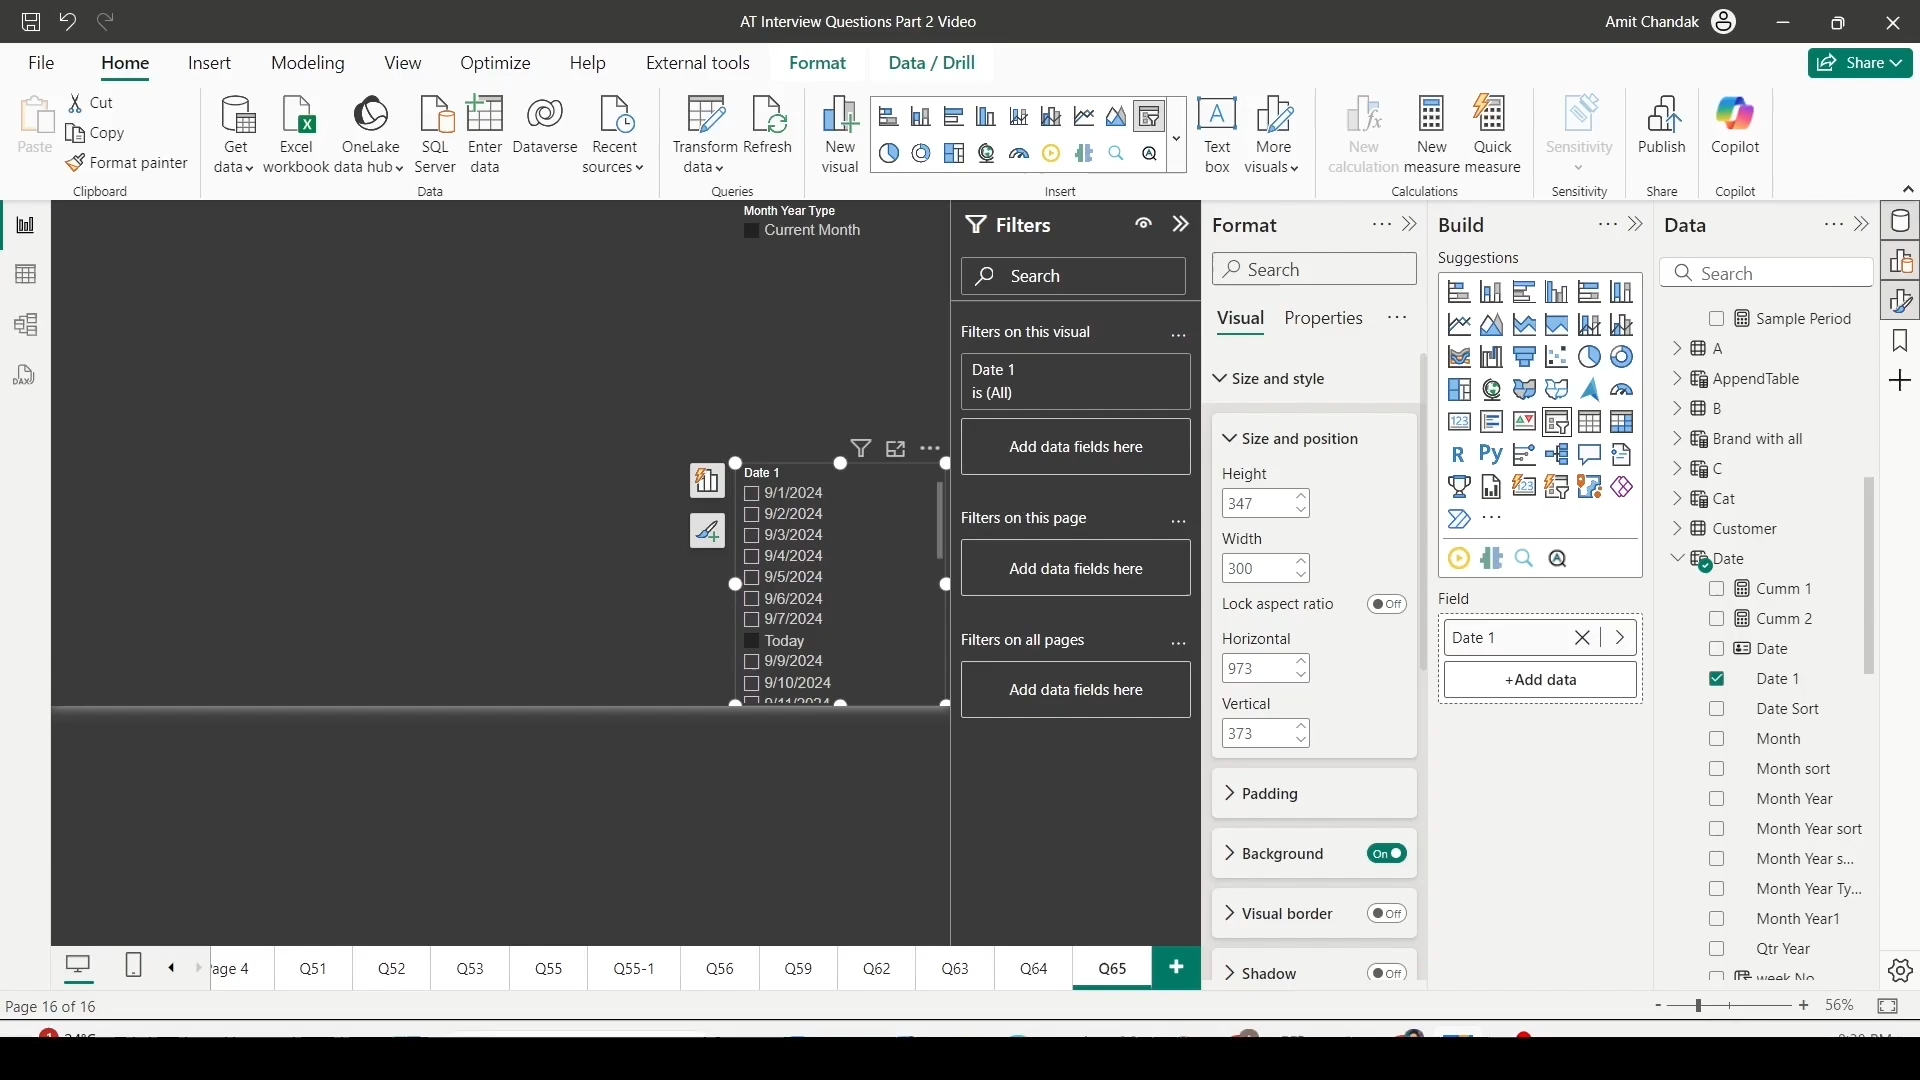 AT Interview Questions Part 2 Video
Amit Chandak
File
Home
Insert
Modeling
View
Optimize
Help
External tools
Format
Data / Drill
Share
Paste
Cut
Copy
Format painter
Clipboard
Get
data
Excel
workbook
OneLake
data hub
SQL
Server
Enter
data
Dataverse
Recent
sources
Data
Transform
data
Refresh
Queries
New
visual
Text
box
More
visuals
Insert
New
calculation
New
measure
Quick
measure
Calculations
Sensitivity
Sensitivity
Publish
Share
Copilot
Copilot
Month Year Type
Current Month
Date 1
9/1/2024
9/2/2024
9/3/2024
9/4/2024
9/5/2024
9/6/2024
9/7/2024
Today
9/9/2024
9/10/2024
9/11/2024
Filters
Search
Filters on this visual
Date 1
is (All)
Add data fields here
Filters on this page
Add data fields here
Filters on all pages
Add data fields here
Format
Search
Visual
Properties
Size and style
Size and position
Height
347
Width
300
Lock aspect ratio
Off
Horizontal
973
Vertical
373
Padding
Background
On
Visual border
Off
Shadow
Off
Build
Suggestions
R
Py
123
Field
Date 1
+Add data
Data
Search
Sample Period
A
AppendTable
B
Brand with all
C
Cat
Customer
Date
Cumm 1
Cumm 2
Date
Date 1
Date Sort
Month
Month sort
Month Year
Month Year sort
Month Year s...
Month Year Ty...
Month Year1
Qtr Year
week No
DAX
Page 4
Q51
Q52
Q53
Q55
Q55-1
Q56
Q59
Q62
Q63
Q64
Q65
Page 16 of 16
- + 56%